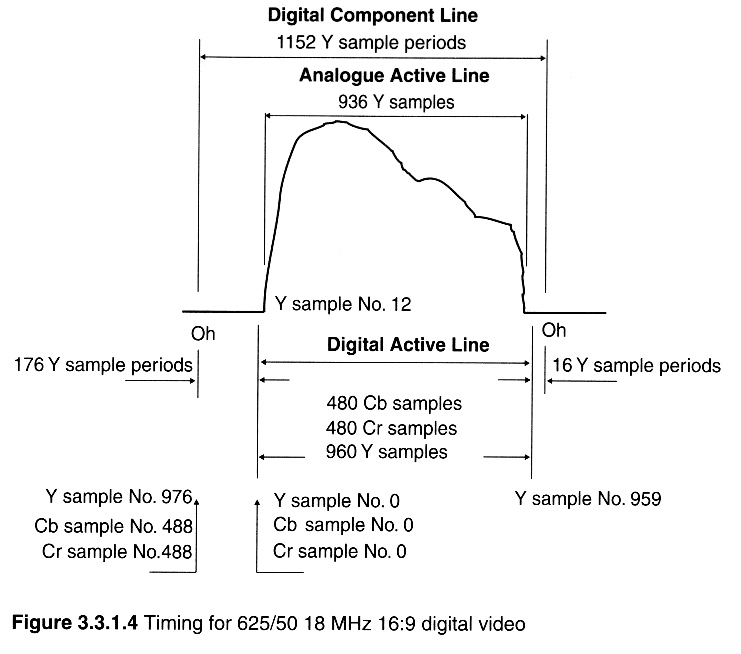 Digital Component Line
1152 Y sample periods
Analogue Active Line
936 Y samples
Y sample No. 12
Oh
Oh
Digital Active Line
176 Y sample periods
16 Y sample periods
480 Cb samples
480 Cr samples
960 Y samples
Y sample No. 976
Cb sample No. 488
Cr sample No.488
Y sample No. 0
Cb sample No. 0
Cr sample No. 0
Y sample No. 959
Figure 3.3.1.4 Timing for 625/50 18 MHz 16:9 digital video